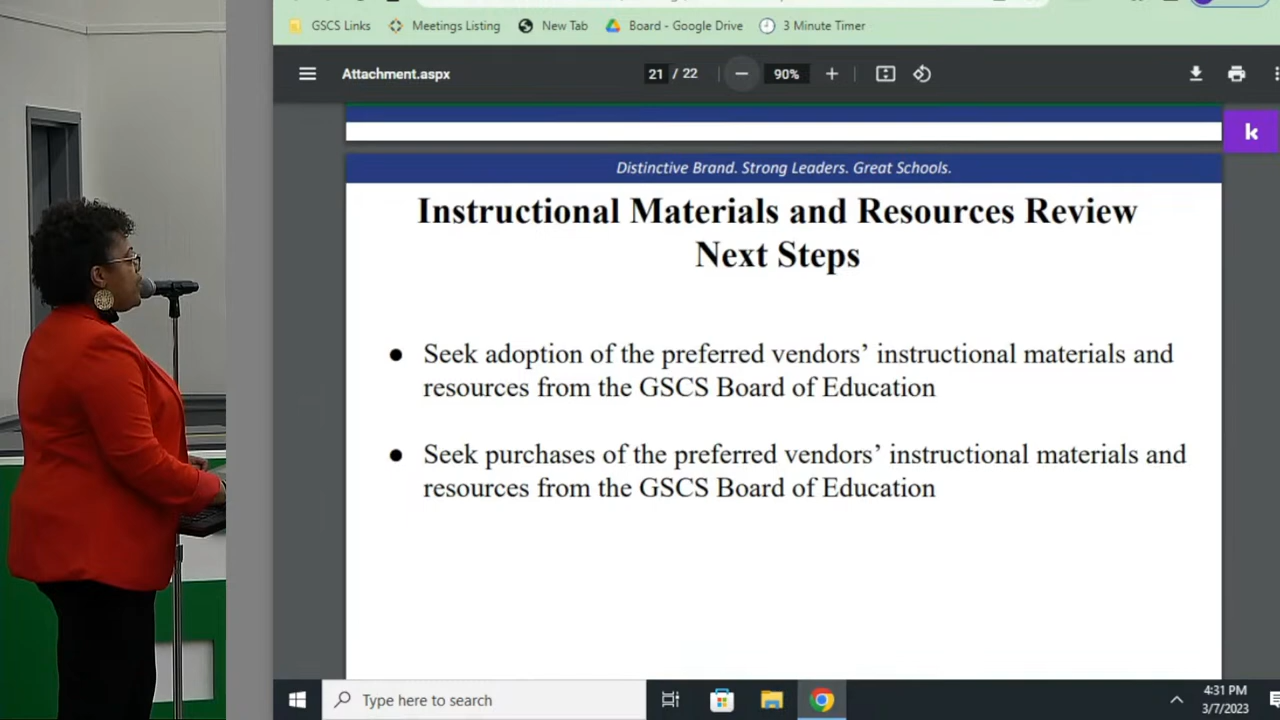 GSCS Links
Meetings Listing
New Tab
Board - Google Drive
3 Minute Timer
Attachment.aspx
21 / 22
90%
k
Distinctive Brand. Strong Leaders. Great Schools.
Instructional Materials and Resources Review
Next Steps
● Seek adoption of the preferred vendors’ instructional materials and
resources from the GSCS Board of Education
● Seek purchases of the preferred vendors’ instructional materials and
resources from the GSCS Board of Education
Type here to search
4:31 PM
3/7/2023